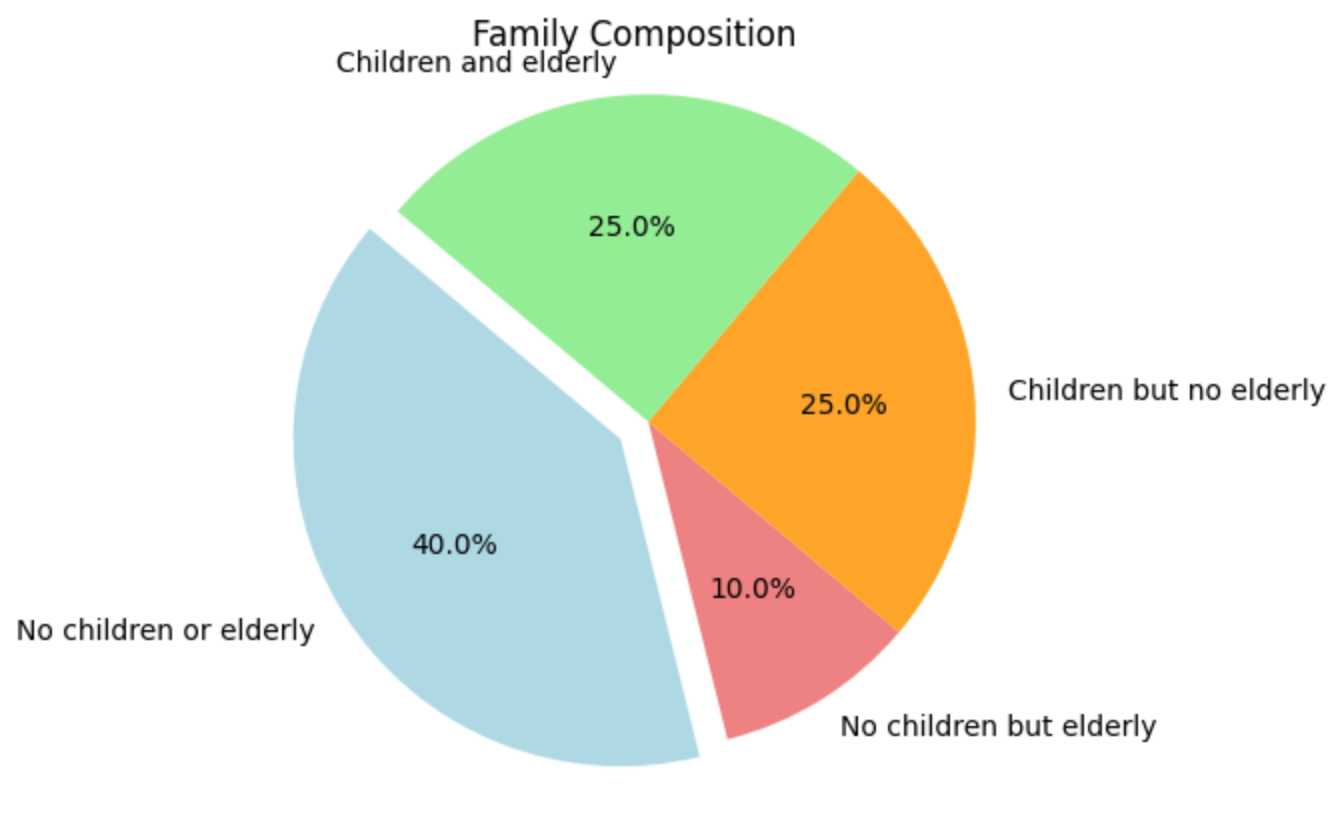 Family Composition
Children and elderly
25.0%
25.0%
Children but no elderly
40.0%
10.0%
No children or elderly
No children but elderly